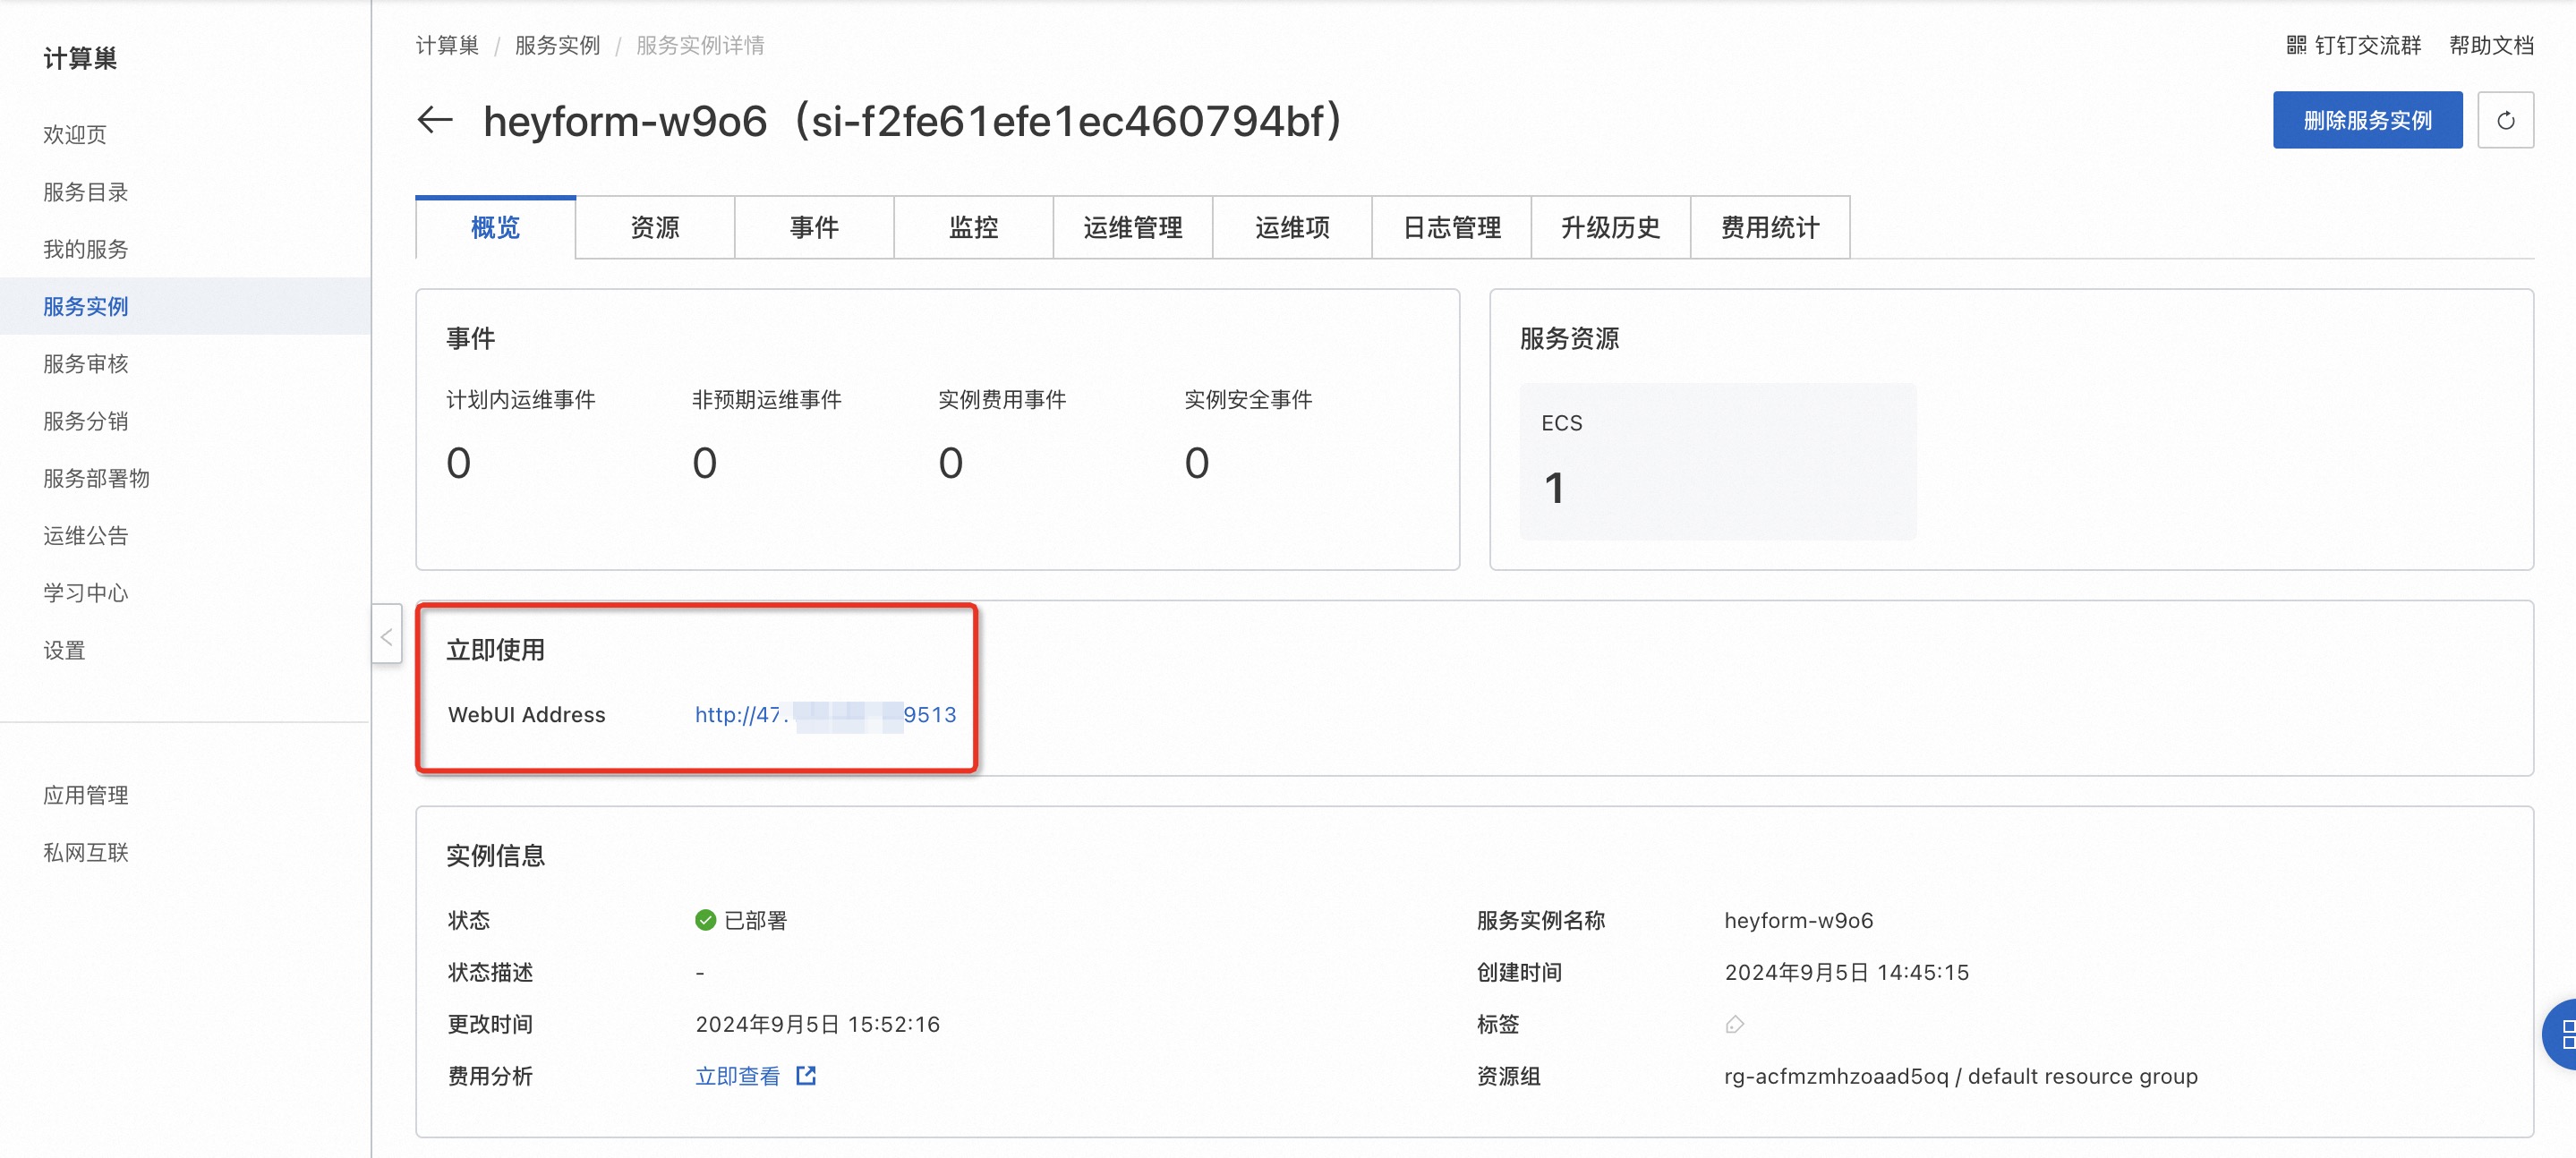 计算巢
欢迎页
服务目录
我的服务
服务实例
服务审核
服务分销
服务部署物
运维公告
学习中心
设置
应用管理
私网互联
计算巢 / 服务实例 / 服务实例详情
钉钉交流群 帮助文档
heyform-w9o6（si-f2fe61efe1ec460794bf）
删除服务实例
概览 资源 事件 监控 运维管理 运维项 日志管理 升级历史 费用统计
事件
计划内运维事件 非预期运维事件 实例费用事件 实例安全事件
0 0 0 0
服务资源
ECS
1
立即使用
WebUI Address http://47. 9513
实例信息
状态 已部署
服务实例名称 heyform-w9o6
状态描述 -
创建时间 2024年9月5日 14:45:15
更改时间 2024年9月5日 15:52:16
标签
费用分析 立即查看
资源组 rg-acfmzmhzoaad5oq / default resource group